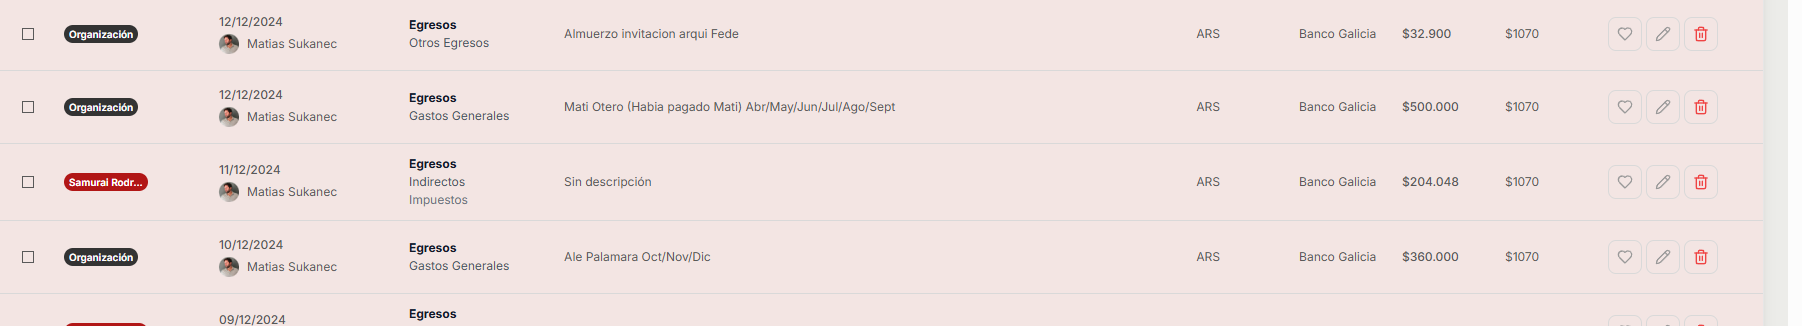 12/12/2024
Organización
Matias Sukanec
Egresos
Otros Egresos
Almuerzo invitacion arqui Fede
ARS
Banco Galicia
$32.900
$1070
12/12/2024
Organización
Matias Sukanec
Egresos
Gastos Generales
Mati Otero (Habia pagado Mati) Abr/May/Jun/Jul/Ago/Sept
ARS
Banco Galicia
$500.000
$1070
11/12/2024
Samurai Rodr...
Matias Sukanec
Egresos
Indirectos
Impuestos
Sin descripción
ARS
Banco Galicia
$204.048
$1070
10/12/2024
Organización
Matias Sukanec
Egresos
Gastos Generales
Ale Palamara Oct/Nov/Dic
ARS
Banco Galicia
$360.000
$1070
09/12/2024
Egresos